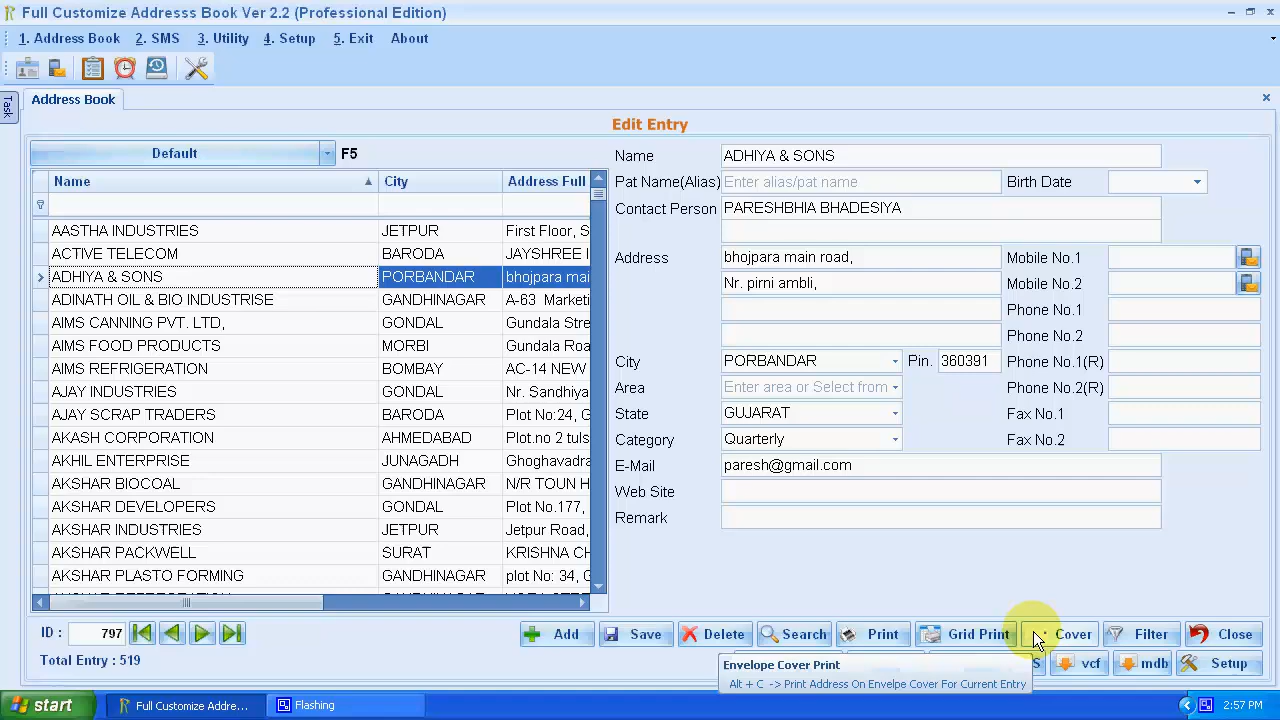 Full Customize Addresss Book Ver 2.2 (Professional Edition)
1. Address Book 2. SMS 3. Utility 4. Setup 5. Exit About
Task
Address Book
Edit Entry
Default F5
Name City Address Full
AASTHA INDUSTRIES JETPUR First Floor, S
ACTIVE TELECOM BARODA JAYSHREE I
ADHIYA & SONS PORBANDAR bhojpara mai
ADINATH OIL & BIO INDUSTRISE GANDHINAGAR A-63 Marketi
AIMS CANNING PVT. LTD, GONDAL Gundala Stre
AIMS FOOD PRODUCTS MORBI Gundala Roa
AIMS REFRIGERATION BOMBAY AC-14 NEW
AJAY INDUSTRIES GONDAL Nr. Sandhiya
AJAY SCRAP TRADERS BARODA Plot No:24, G
AKASH CORPORATION AHMEDABAD Plot.no 2 tuls
AKHIL ENTERPRISE JUNAGADH Ghoghavadra
AKSHAR BIOCOAL GANDHINAGAR N/R TOUN H
AKSHAR DEVELOPERS GONDAL Plot No.177,
AKSHAR INDUSTRIES JETPUR Jetpur Road,
AKSHAR PACKWELL SURAT KRISHNA CH
AKSHAR PLASTO FORMING GANDHINAGAR plot No: 34, G
Name ADHIYA & SONS
Pat Name(Alias) Enter alias/pat name Birth Date
Contact Person PARESHBHIA BHADESIYA
Address bhojpara main road, Mobile No.1
Nr. pirni ambli, Mobile No.2
Phone No.1
Phone No.2
City PORBANDAR Pin. 360391 Phone No.1(R)
Area Enter area or Select from Phone No.2(R)
State GUJARAT Fax No.1
Category Quarterly Fax No.2
E-Mail paresh@gmail.com
Web Site
Remark
ID : 797 Add Save Delete Search Print Grid Print Cover Filter Close
Total Entry : 519 S vcf mdb Setup
Envelope Cover Print
Alt + C -> Print Address On Envelpe Cover For Current Entry
start Full Customize Addre... Flashing 2:57 PM